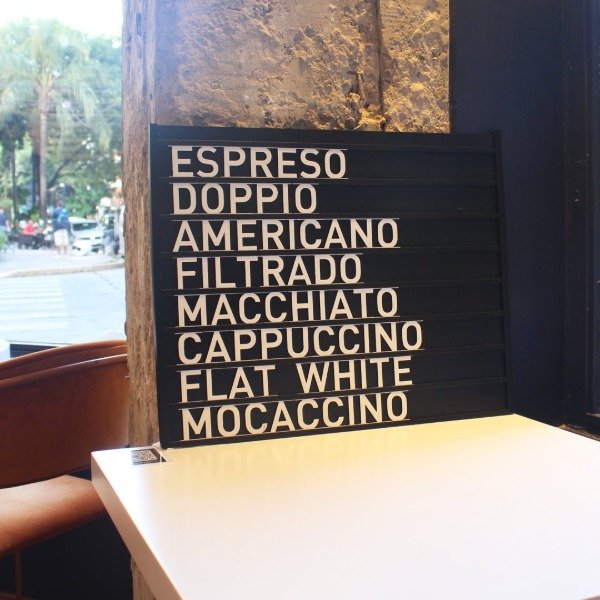 ESPRESO
DOPPIO
AMERICANO
FILTRADO
MACCHIATO
CAPPUCCINO
FLAT WHITE
MOCACCINO